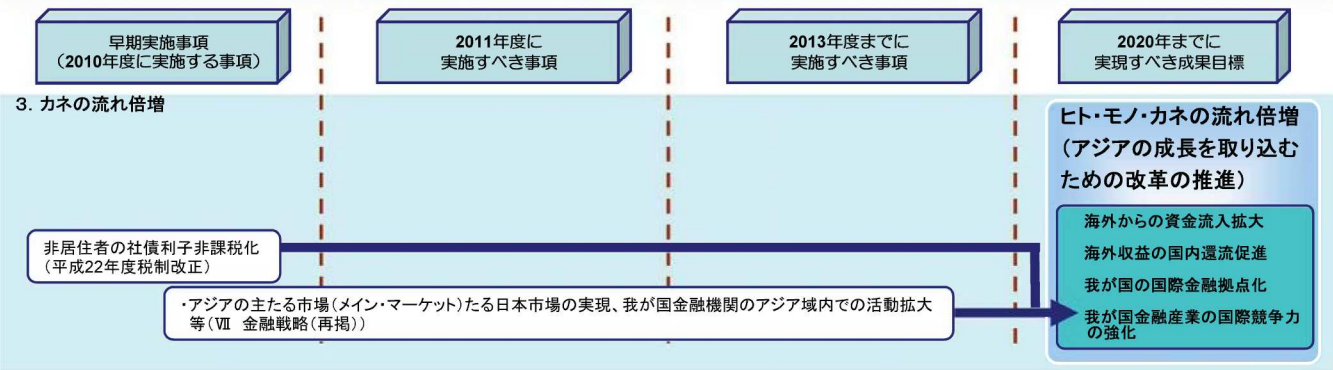 早期実施事項
（2010年度に実施する事項）
2011年度に
実施すべき事項
2013年度までに
実施すべき事項
2020年までに
実現すべき成果目標
３．カネの流れ倍増
ヒト・モノ・カネの流れ倍増
（アジアの成長を取り込む
ための改革の推進）
非居住者の社債利子非課税化
（平成22年度税制改正）
・アジアの主たる市場（メイン・マーケット）たる日本市場の実現、我が国金融機関のアジア域内での活動拡大
等（Ⅶ　金融戦略（再掲））
海外からの資金流入拡大
海外収益の国内還流促進
我が国の国際金融拠点化
我が国金融産業の国際競争力
の強化